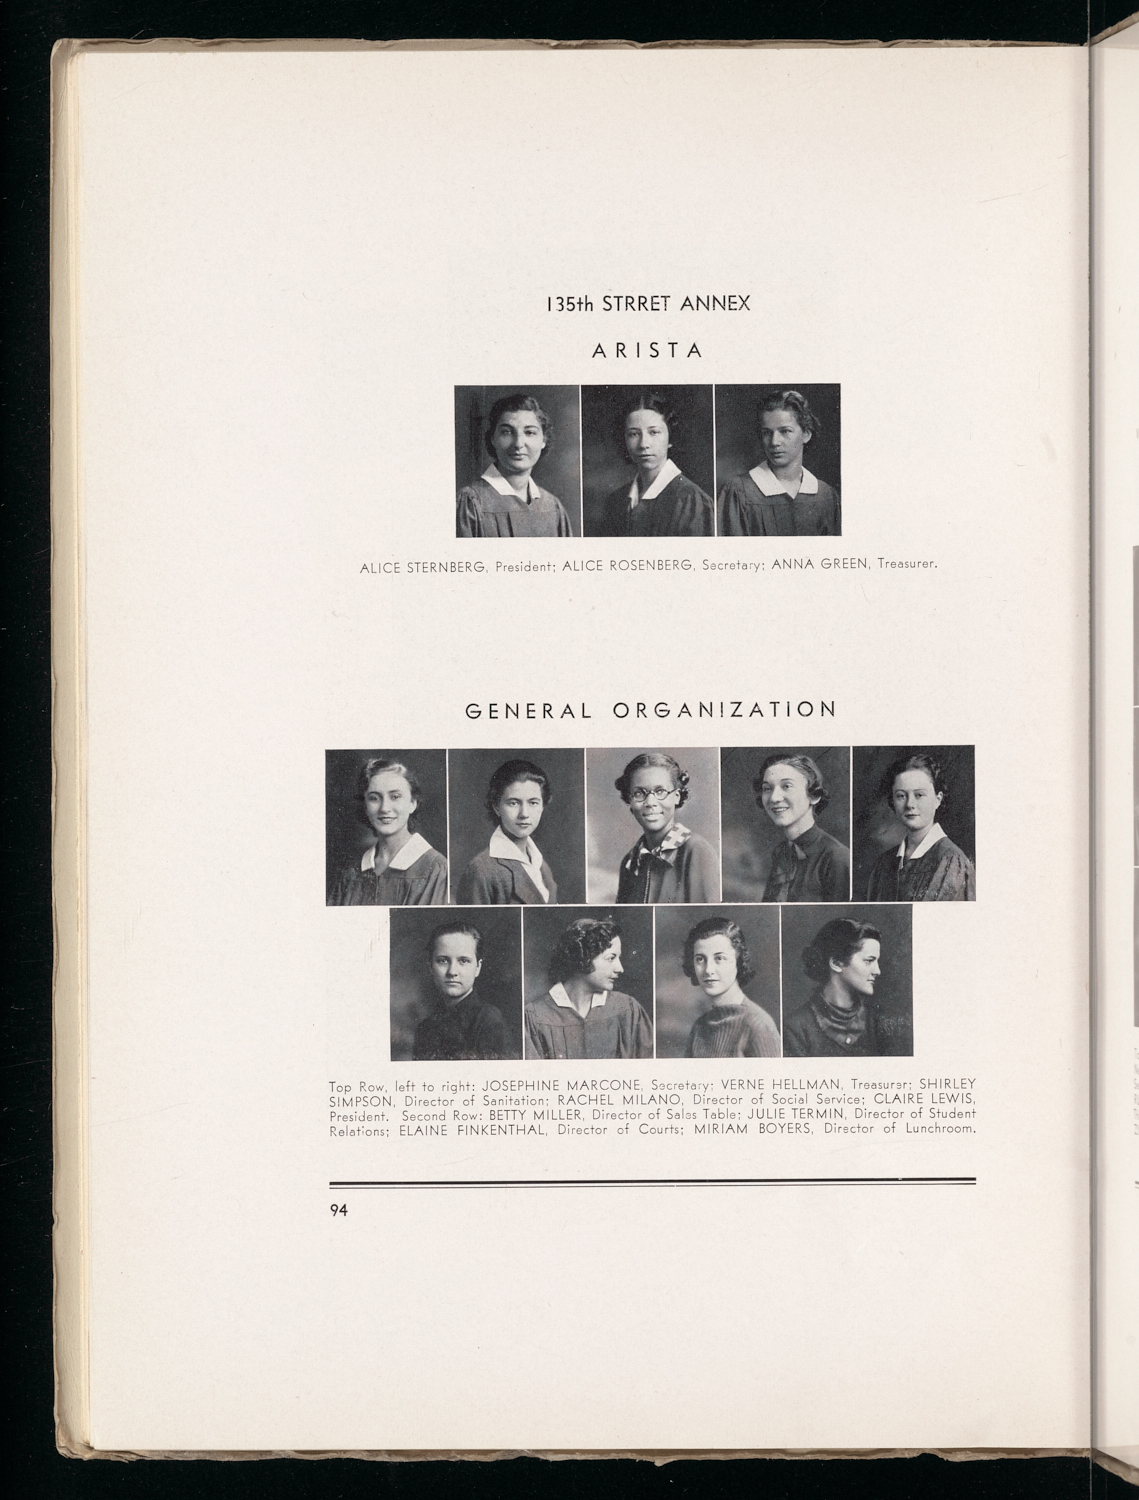 135th STRRET ANNEX
ARISTA
ALICE STERNBERG, President; ALICE ROSENBERG, Secretary; ANNA GREEN, Treasurer.
GENERAL ORGANIZATION
Top Row, left to right: JOSEPHINE MARCONE, Secretary; VERNE HELLMAN, Treasurer; SHIRLEY
SIMPSON, Director of Sanitation; RACHEL MILANO, Director of Social Service; CLAIRE LEWIS,
President. Second Row: BETTY MILLER, Director of Sales Table; JULIE TERMIN, Director of Student
Relations; ELAINE FINKENTHAL, Director of Courts; MIRIAM BOYERS, Director of Lunchroom.
94